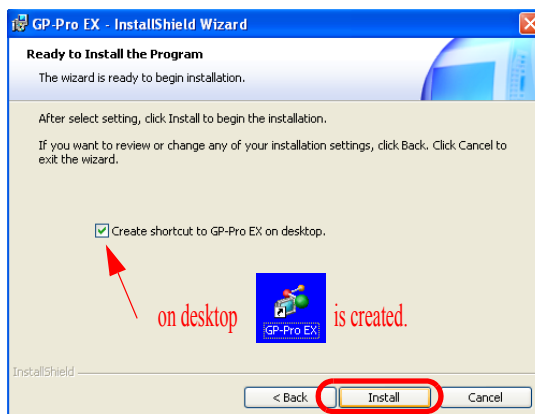 GP-Pro EX - InstallShield Wizard
Ready to Install the Program
The wizard is ready to begin installation.
After select setting, click Install to begin the installation.
If you want to review or change any of your installation settings, click Back. Click Cancel to
exit the wizard.
Create shortcut to GP-Pro EX on desktop.
on desktop GP-Pro EX is created.
InstallShield
< Back Install Cancel